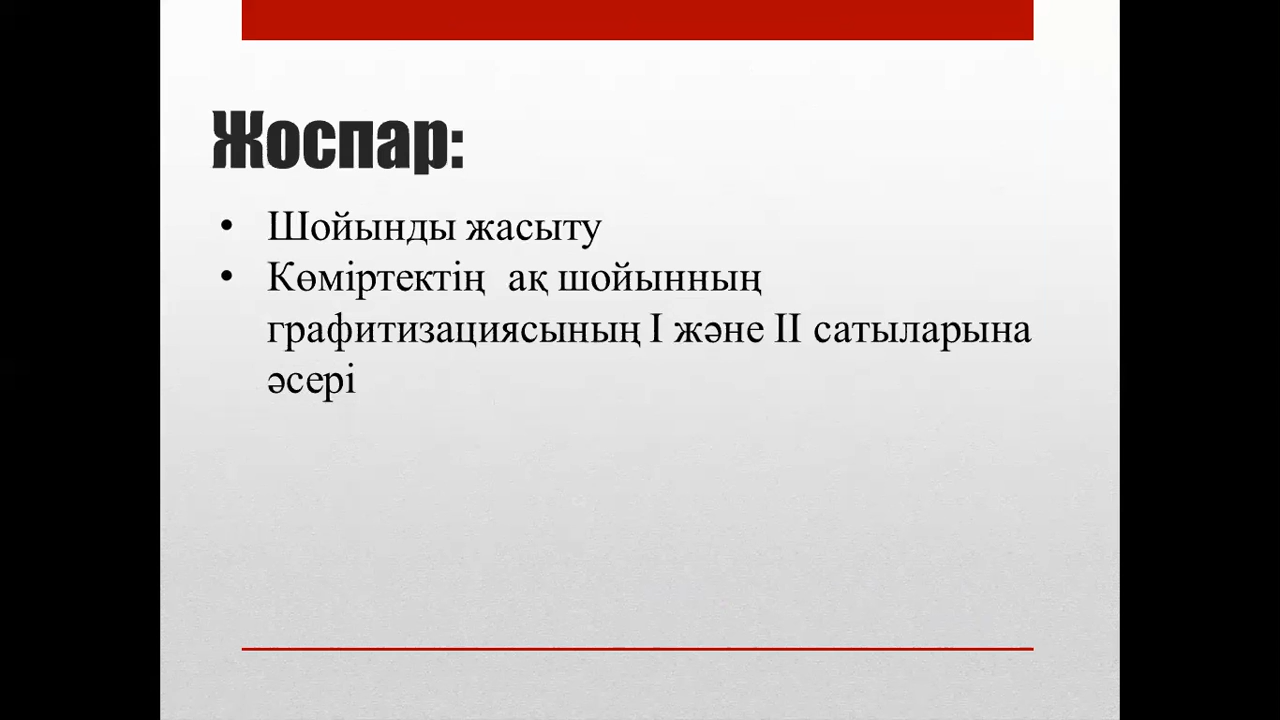 Жоспар:
• Шойынды жасыту
• Көміртектің ақ шойынның
графитизациясының I және II сатыларына
әсері